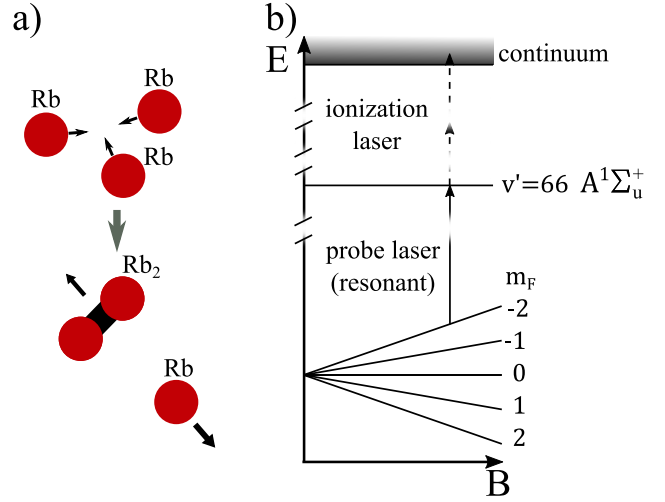 a)
Rb
Rb
Rb
Rb₂
Rb
b)
E
continuum
ionization
laser
v'=66 A¹Σᵤ⁺
probe laser
(resonant)
m_F
-2
-1
0
1
2
B